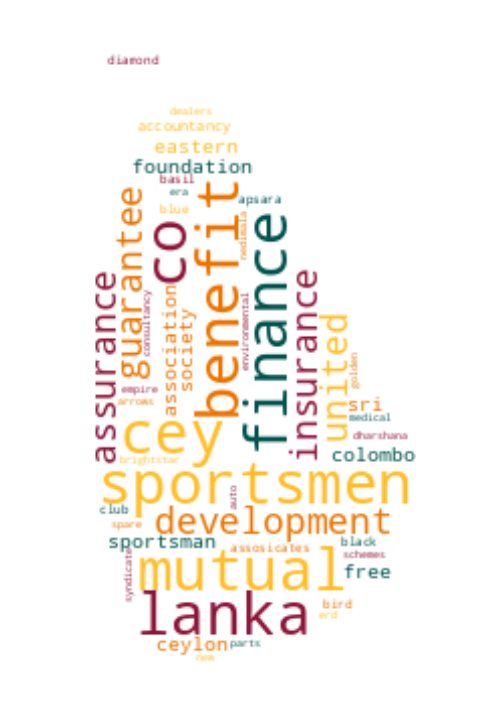 diamond
dealers
accountancy
eastern
foundation
basil
era
apsara
blue
guarantee
co
benefit
nedimala
finance
assurance
consultancy
association
society
environmental
insurance
united
golden
empire
arrows
sri
medical
cey
dharshana
brightstar
colombo
sportsmen
auto
club
spare
development
sportsman
assosicates
black
schemes
syndicate
mutual
free
lanka
bird
erd
ceylon
parts
new